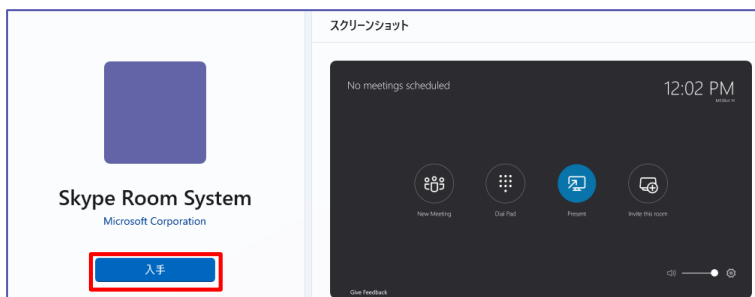 スクリーンショット
Skype Room System
Microsoft Corporation
入手
No meetings scheduled
12:02 PM
New Meeting
Dial Pad
Present
Invite this room
Give Feedback